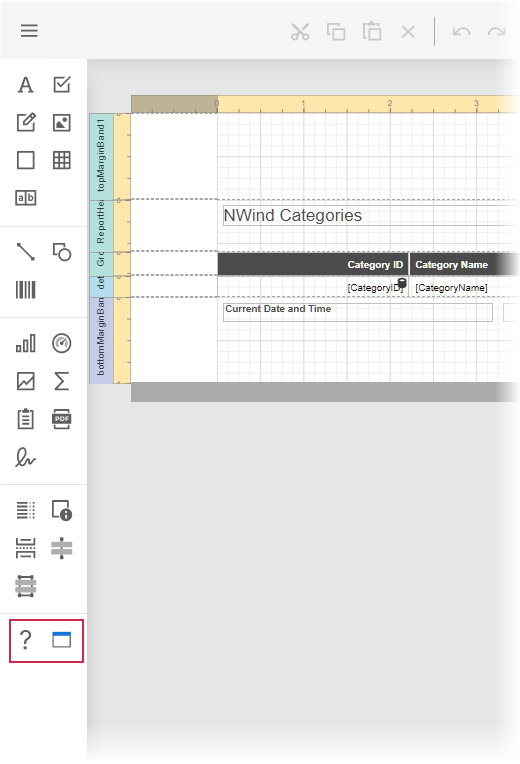 A
a b
PDF
?
0 1 2 3
topMarginBand1
ReportHe
Gro
det
bottomMarginBan
NWind Categories
Category ID Category Name
[CategoryID] [CategoryName]
Current Date and Time